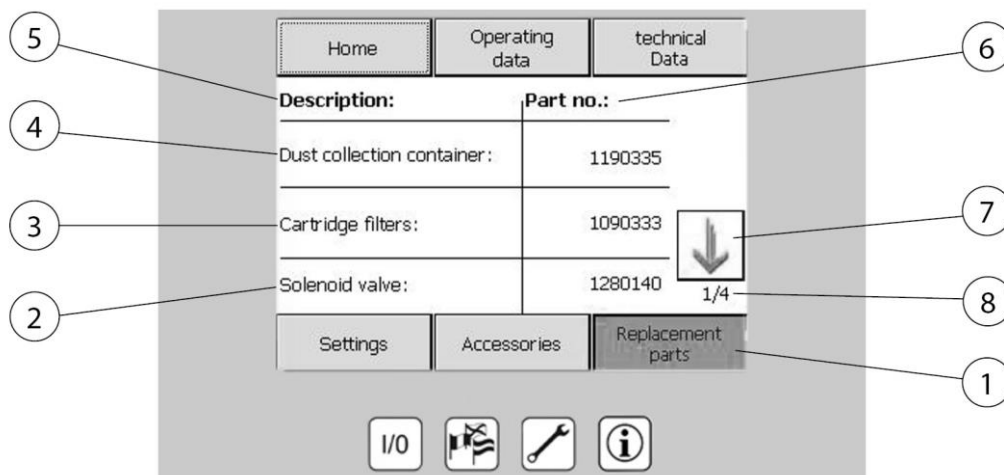 5
Home
Operating
data
technical
Data
6
Description:
Part no.:
4
Dust collection container:
1190335
3
Cartridge filters:
1090333
7
2
Solenoid valve:
1280140
1/4
8
Settings
Accessories
Replacement
parts
1
I/0
i